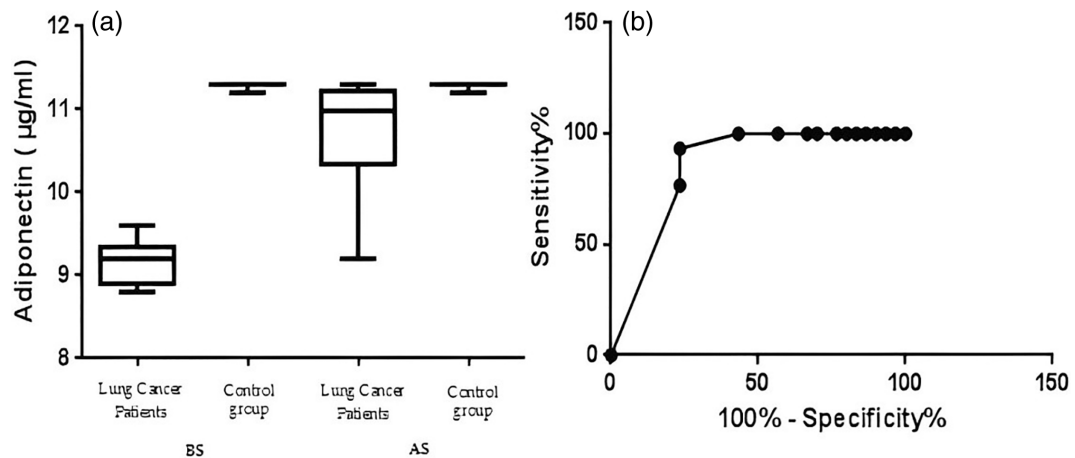 (a)
12
11
10
9
8
Adiponectin ( µg/ml)
Lung Cancer
Patients
Control
group
Lung Cancer
Patients
Control
group
BS
AS
(b)
150
100
50
0
Sensitivity%
0
50
100
150
100% - Specificity%